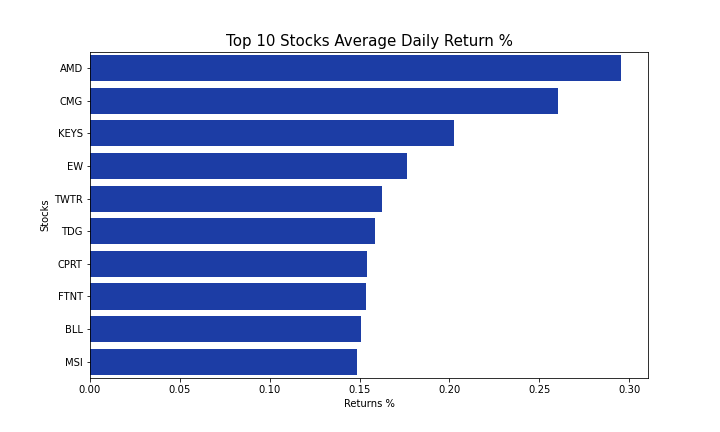 Top 10 Stocks Average Daily Return %
Stocks
AMD
CMG
KEYS
EW
TWTR
TDG
CPRT
FTNT
BLL
MSI
0.00 0.05 0.10 0.15 0.20 0.25 0.30
Returns %